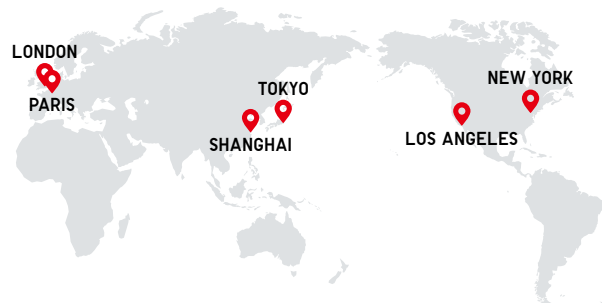 LONDON
PARIS
TOKYO
SHANGHAI
NEW YORK
LOS ANGELES